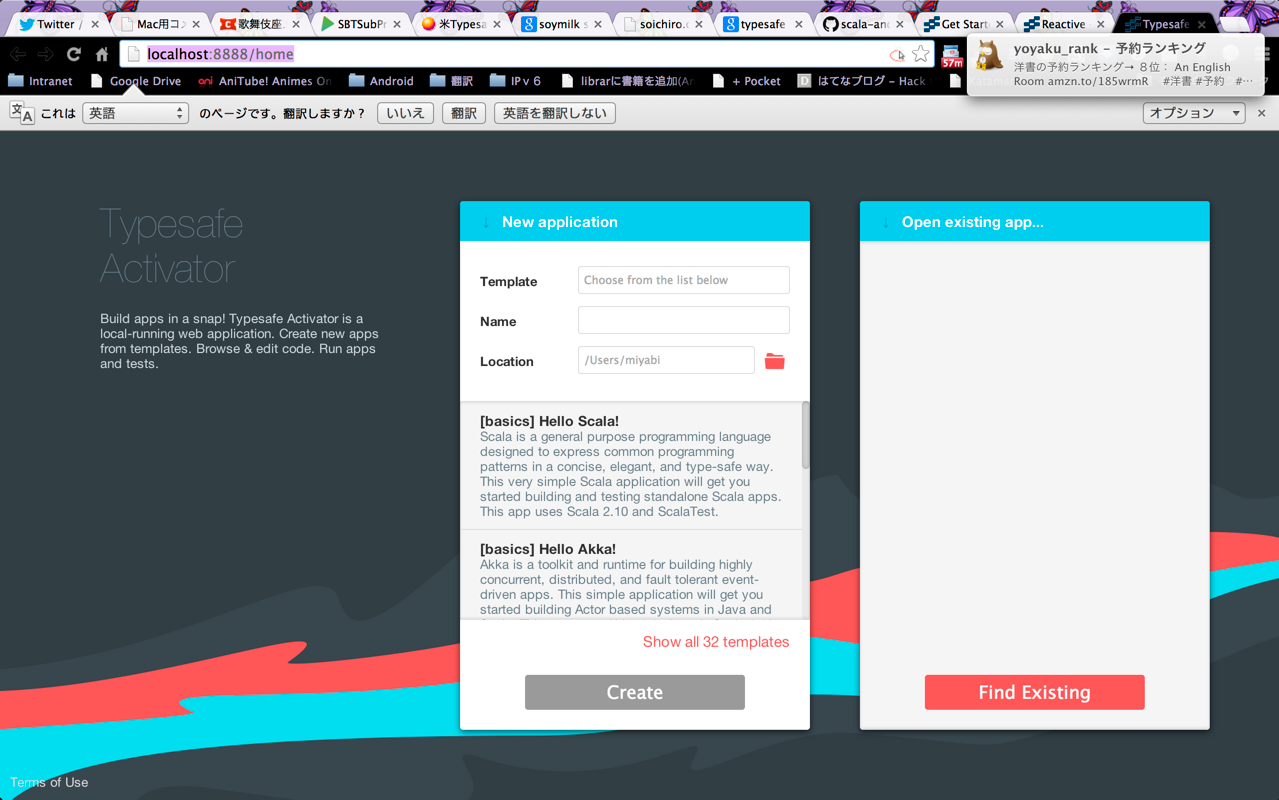 Twitter /
Mac用コ
歌舞伎座.
SBTSubPr
米Typesa
soymilk s
soichiro.c
typesafe
scala-an
Get Start
Reactive
Typesafe
localhost:8888/home
57m
yoyaku_rank – 予約ランキング
洋書の予約ランキング→ ８位： An English
Room amzn.to/185wrmR #洋書 #予約 #…
Intranet
Google Drive
ani AniTube! Animes On
Android
翻訳
IPｖ６
librarに書籍を追加(An
+ Pocket
D はてなブログ – Hack
これは 英語 のページです。翻訳しますか？ いいえ 翻訳 英語を翻訳しない オプション
Typesafe
Activator
Build apps in a snap! Typesafe Activator is a
local-running web application. Create new apps
from templates. Browse & edit code. Run apps
and tests.
↓ New application
Template Choose from the list below
Name
Location /Users/miyabi
[basics] Hello Scala!
Scala is a general purpose programming language
designed to express common programming
patterns in a concise, elegant, and type-safe way.
This very simple Scala application will get you
started building and testing standalone Scala apps.
This app uses Scala 2.10 and ScalaTest.
[basics] Hello Akka!
Akka is a toolkit and runtime for building highly
concurrent, distributed, and fault tolerant event-
driven apps. This simple application will get you
started building Actor based systems in Java and
Show all 32 templates
Create
↓ Open existing app...
Find Existing
Terms of Use